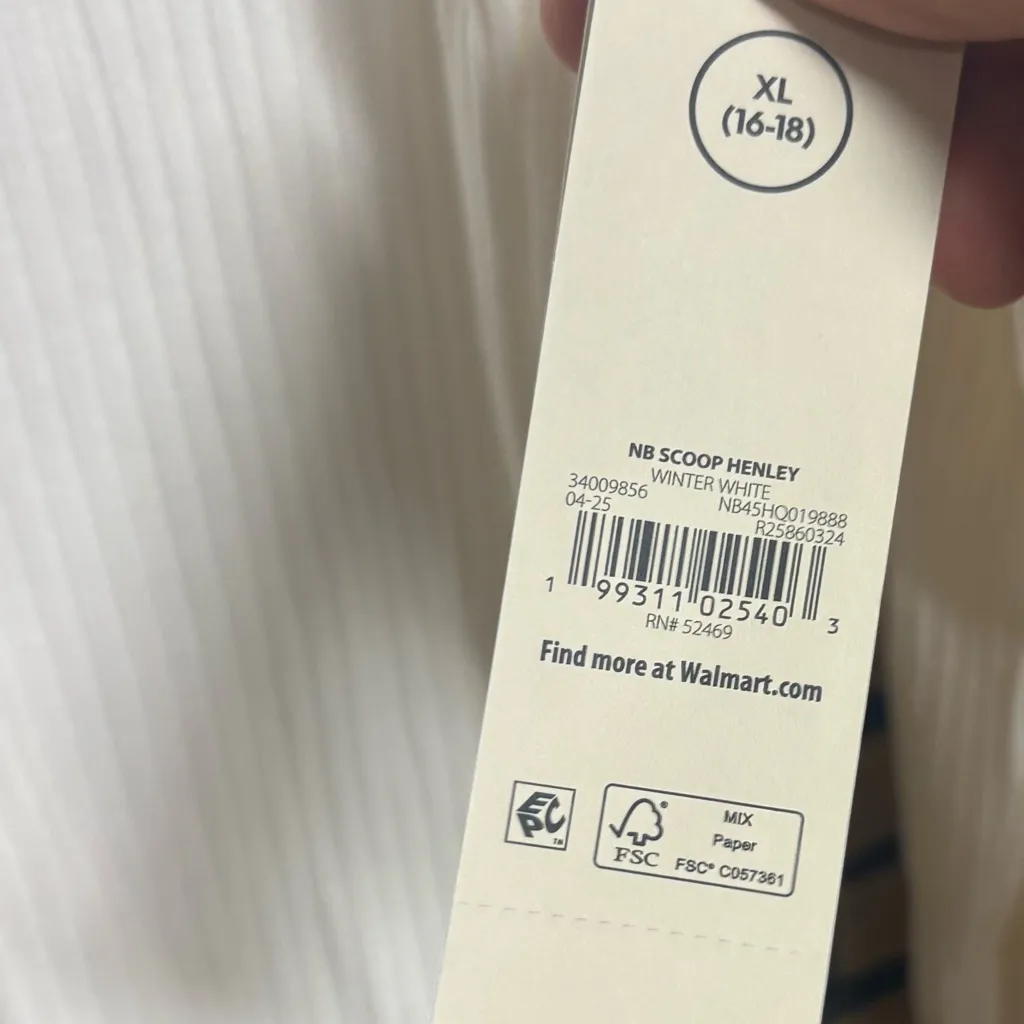 XL
(16-18)
NB SCOOP HENLEY
WINTER WHITE
34009856 NB45HQ019888
04-25 R25860324
1 99311 02540 3
RN# 52469
Find more at Walmart.com
EPC™
FSC®
MIX
Paper
FSC® C057361